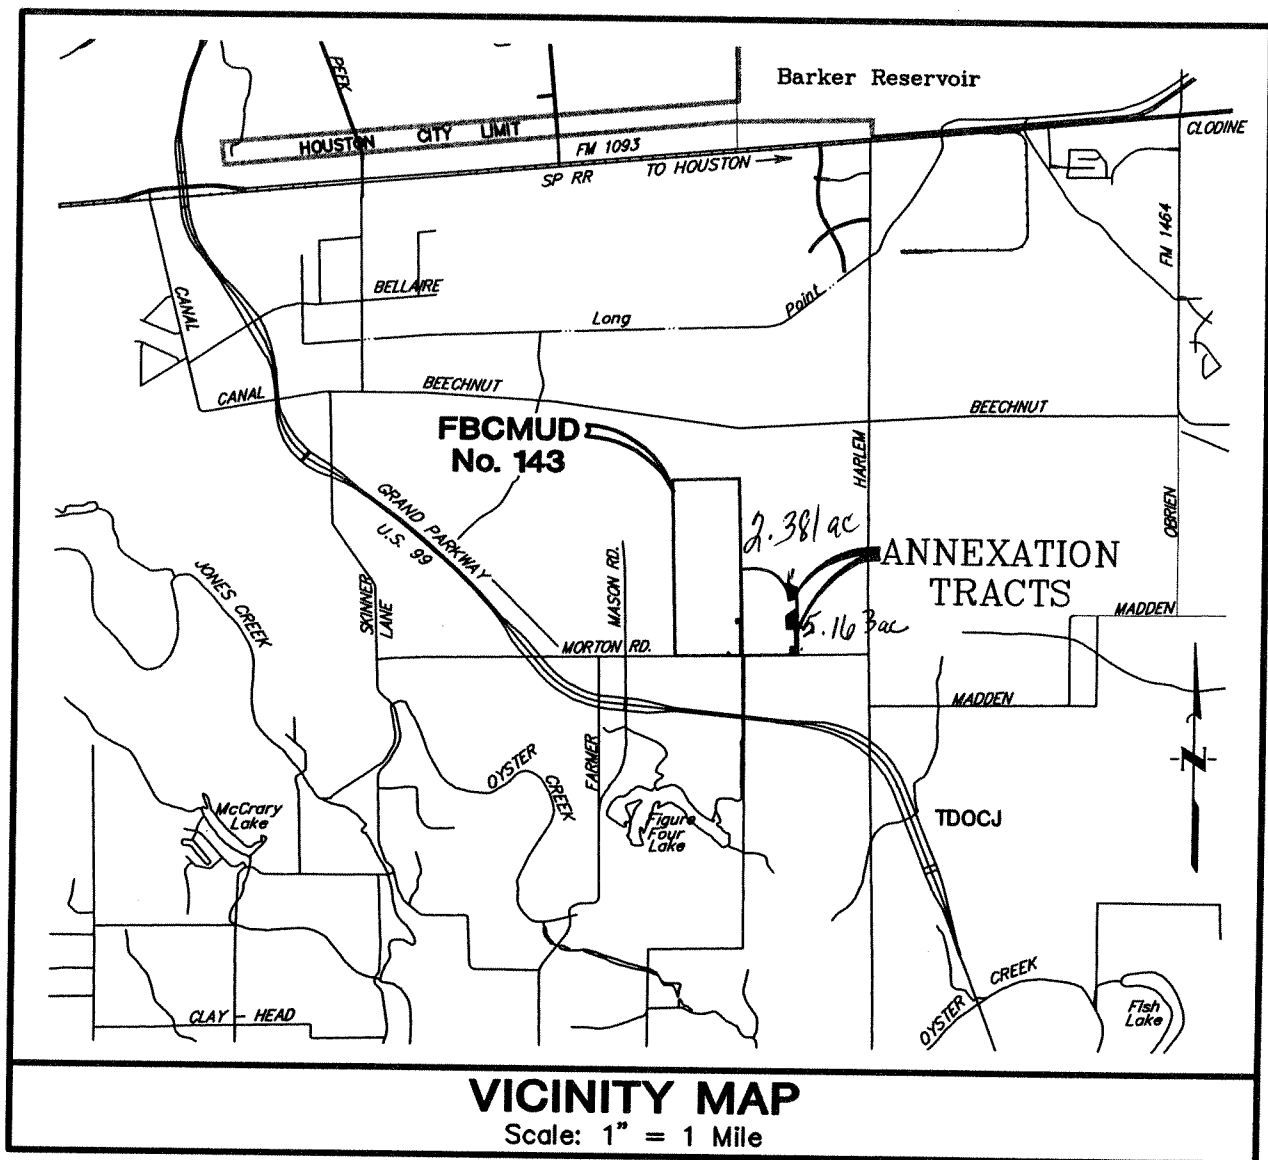 Barker Reservoir
PEEK
HOUSTON CITY LIMIT
FM 1093
SP RR
TO HOUSTON
CLODINE
FM 1464
CANAL
BELLAIRE
Long
Point
CANAL
BEECHNUT
BEECHNUT
FBCMUD
No. 143
HARLEM
OBRIEN
GRAND PARKWAY
U.S. 99
2.381 ac
ANNEXATION
TRACTS
5.163 ac
JONES CREEK
SKINNER
LANE
MASON RD.
MORTON RD.
MADDEN
MADDEN
N
OYSTER
CREEK
FARMER
McCrary
Lake
Figure
Four
Lake
TDOCJ
CLAY - HEAD
OYSTER
CREEK
Fish
Lake
VICINITY MAP
Scale: 1" = 1 Mile